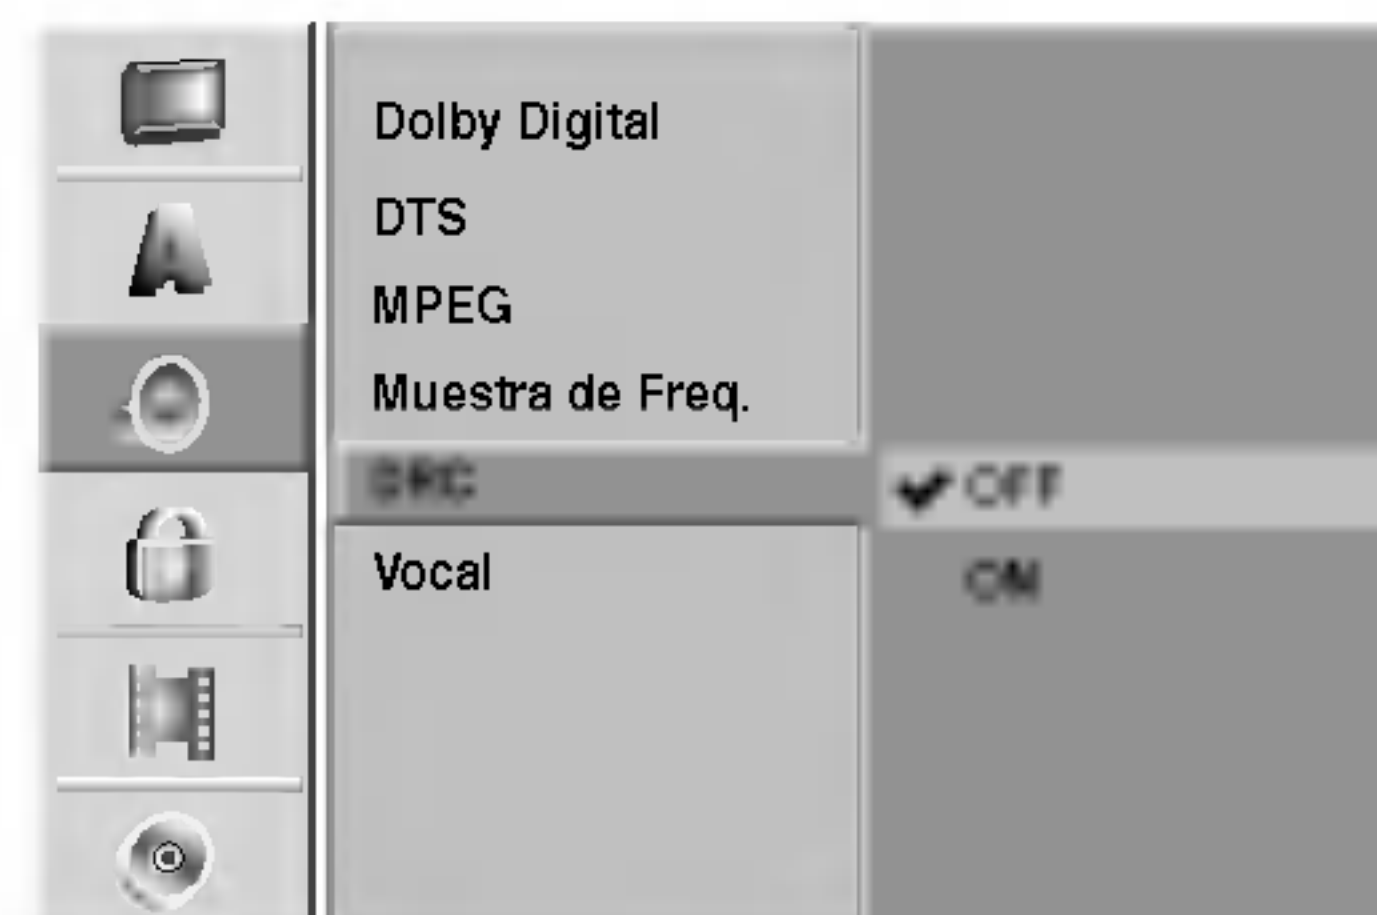 Dolby Digital
DTS
MPEG
Muestra de Freq.
DRC
OFF
ON
Vocal